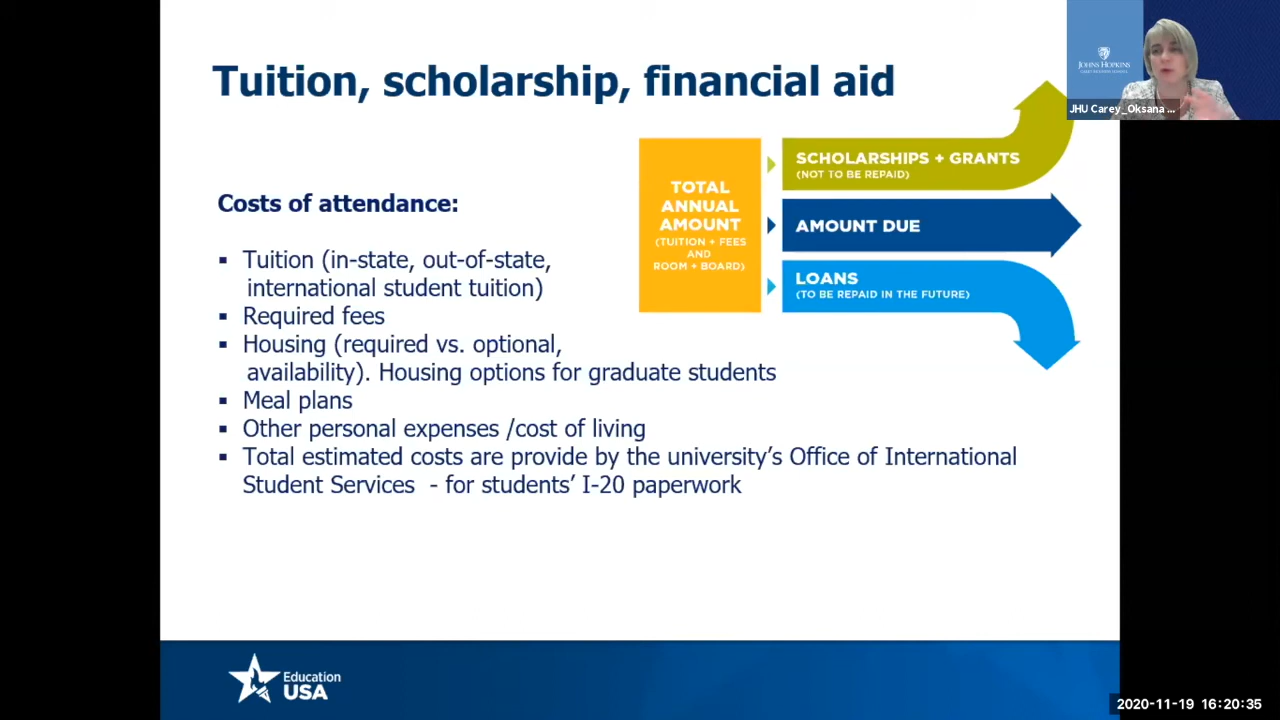 Tuition, scholarship, financial aid
JOHNS HOPKINS
JHU Carey_Oksana ...
TOTAL
ANNUAL
AMOUNT
(TUITION + FEES
AND
ROOM + BOARD)
SCHOLARSHIPS + GRANTS
(NOT TO BE REPAID)
AMOUNT DUE
LOANS
(TO BE REPAID IN THE FUTURE)
Costs of attendance:
▪ Tuition (in-state, out-of-state,
international student tuition)
▪ Required fees
▪ Housing (required vs. optional,
availability). Housing options for graduate students
▪ Meal plans
▪ Other personal expenses /cost of living
▪ Total estimated costs are provide by the university’s Office of International
Student Services - for students’ I-20 paperwork
Education
USA
2020-11-19 16:20:35